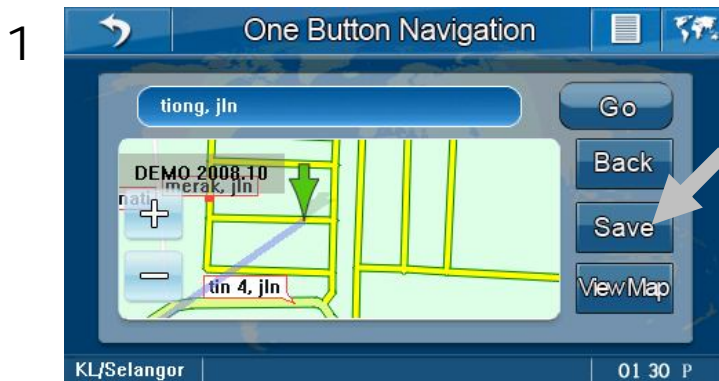 1
One Button Navigation
tiong, jln
Go
DEMO 2008.10
Back
merak, jln
nati
Save
tin 4, jln
View Map
KL/Selangor
01 30 P